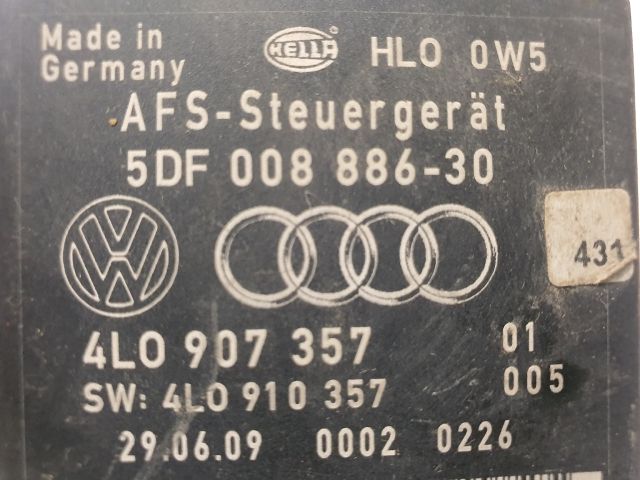 Made in
Germany
HELLA
HLO 0W5
AFS-Steuergerät
5DF 008 886-30
431
4L0 907 357 01
SW: 4L0 910 357 005
29.06.09 0002 0226